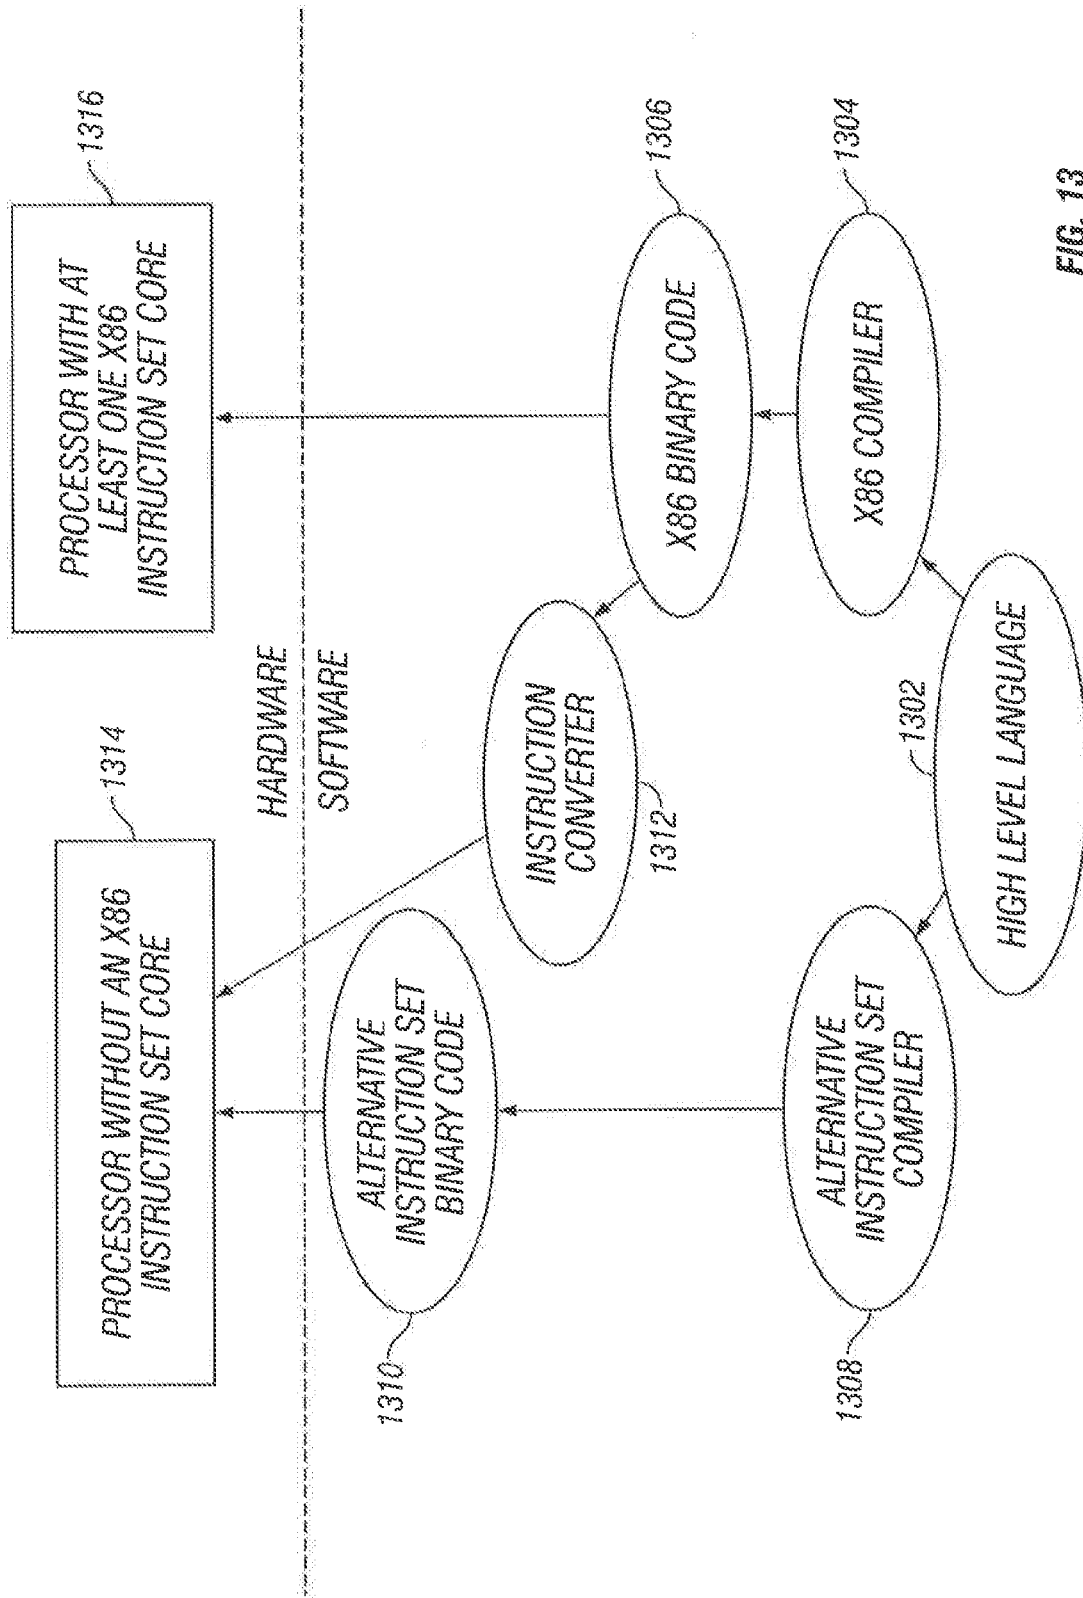 PROCESSOR WITHOUT AN X86
INSTRUCTION SET CORE
1314
PROCESSOR WITH AT
LEAST ONE X86
INSTRUCTION SET CORE
1316
HARDWARE
SOFTWARE
1310
ALTERNATIVE
INSTRUCTION SET
BINARY CODE
INSTRUCTION
CONVERTER
1312
X86 BINARY CODE
1306
1308
ALTERNATIVE
INSTRUCTION SET
COMPILER
X86 COMPILER
1304
1302
HIGH LEVEL LANGUAGE
FIG. 13